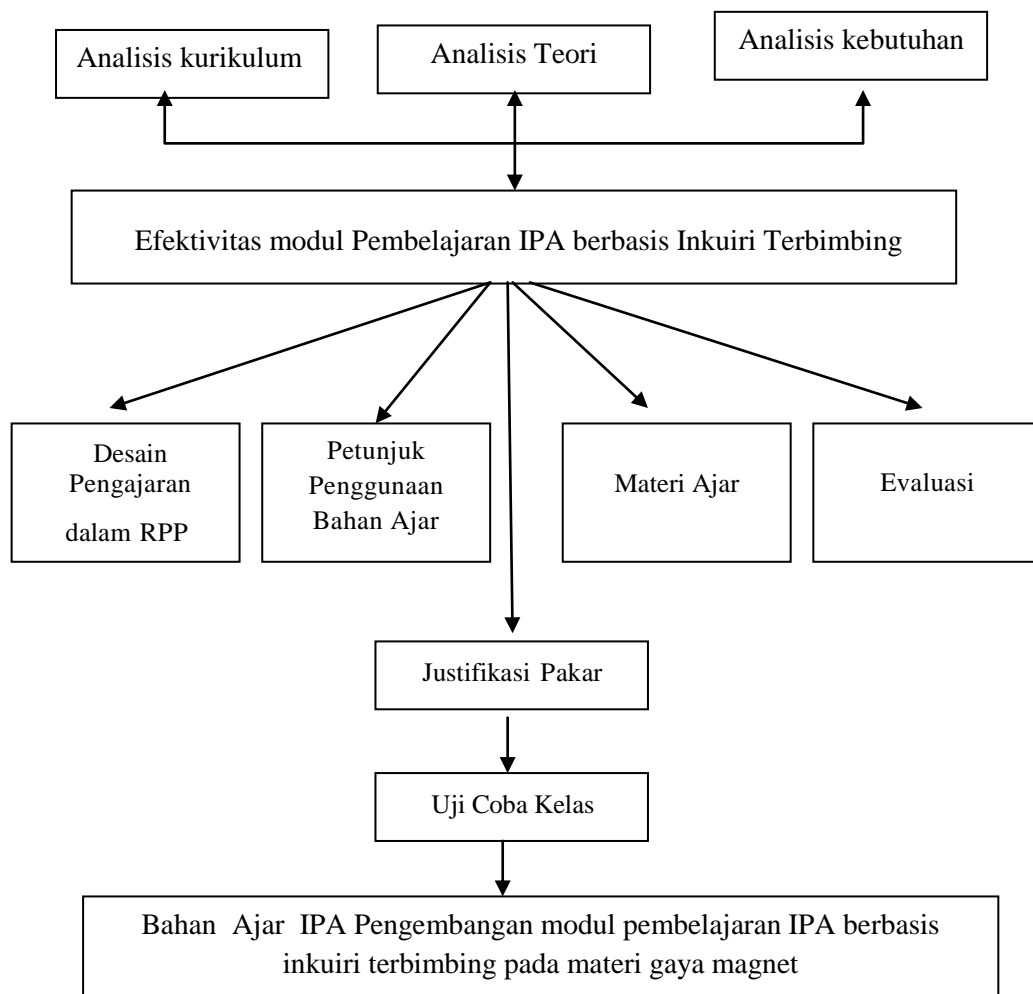 Analisis kurikulum
Analisis Teori
Analisis kebutuhan
Efektivitas modul Pembelajaran IPA berbasis Inkuiri Terbimbing
Desain
Pengajaran
dalam RPP
Petunjuk
Penggunaan
Bahan Ajar
Materi Ajar
Evaluasi
Justifikasi Pakar
Uji Coba Kelas
Bahan Ajar IPA Pengembangan modul pembelajaran IPA berbasis
inkuiri terbimbing pada materi gaya magnet